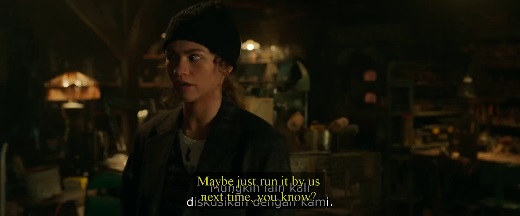 Maybe just run it by us
next time, you know?
Mungkin lain kali
diskusikan dengan kami.